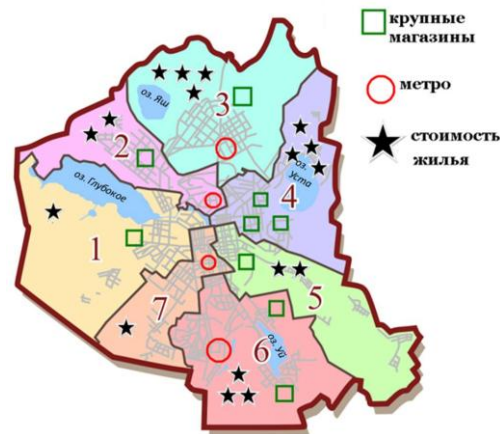 крупные
магазины
метро
стоимость
жилья
оз. Яш
3
2
оз. Глубокое
оз.
Уста
4
1
5
7
оз. Уй
6